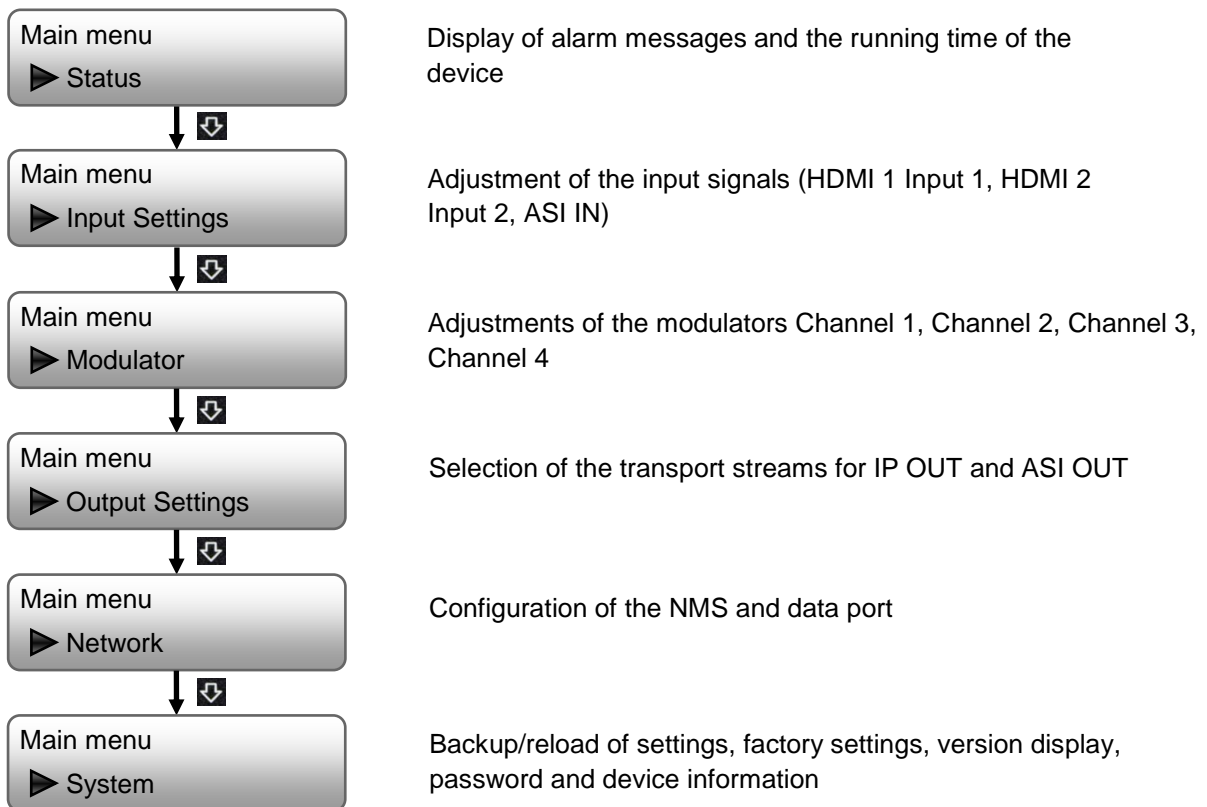 Main menu
Status
Display of alarm messages and the running time of the
device
Main menu
Input Settings
Adjustment of the input signals (HDMI 1 Input 1, HDMI 2
Input 2, ASI IN)
Main menu
Modulator
Adjustments of the modulators Channel 1, Channel 2, Channel 3,
Channel 4
Main menu
Output Settings
Selection of the transport streams for IP OUT and ASI OUT
Main menu
Network
Configuration of the NMS and data port
Main menu
System
Backup/reload of settings, factory settings, version display,
password and device information